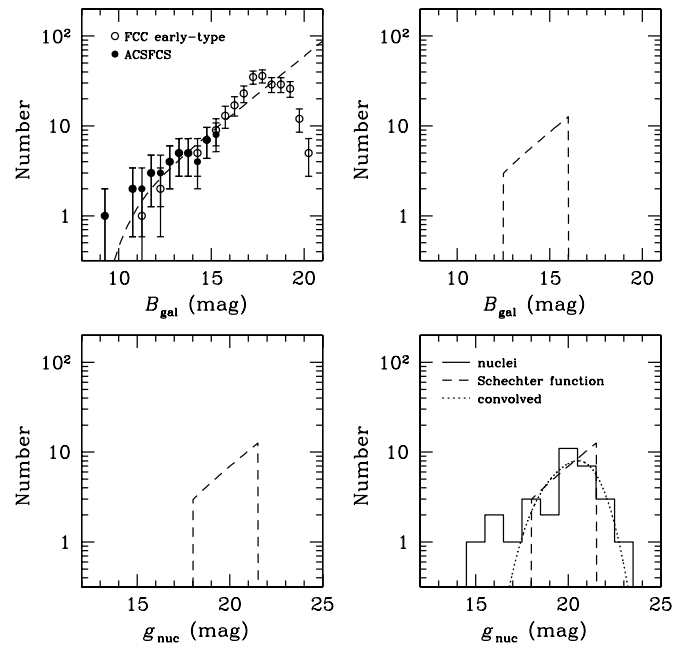 FCC early-type
ACSFCS
10²
10
1
Number
10 15 20
B_gal (mag)
10²
10
1
Number
10 15 20
B_gal (mag)
10²
10
1
Number
15 20 25
g_nuc (mag)
nuclei
Schechter function
convolved
10²
10
1
Number
15 20 25
g_nuc (mag)